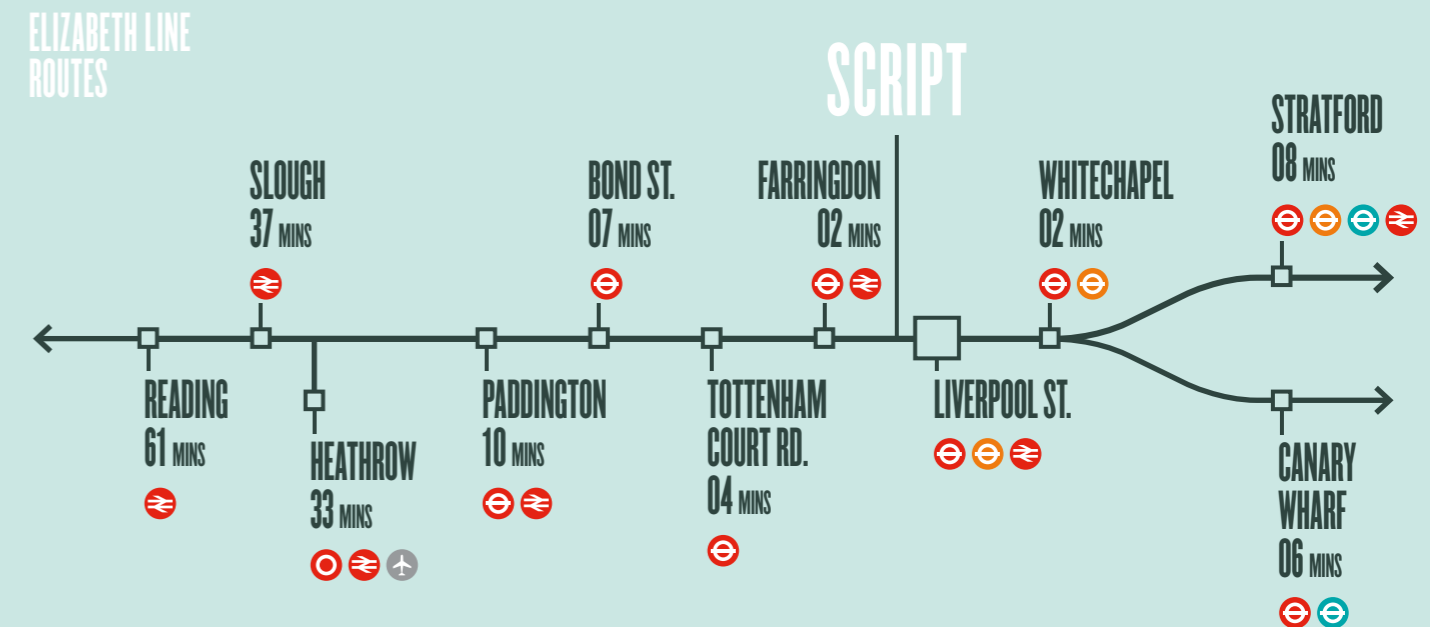 ELIZABETH LINE
ROUTES
SCRIPT
STRATFORD
08 MINS
SLOUGH
37 MINS
BOND ST.
07 MINS
FARRINGDON
02 MINS
WHITECHAPEL
02 MINS
READING
61 MINS
HEATHROW
33 MINS
PADDINGTON
10 MINS
TOTTENHAM
COURT RD.
04 MINS
LIVERPOOL ST.
CANARY
WHARF
06 MINS